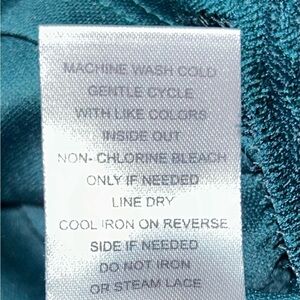 MACHINE WASH COLD
GENTLE CYCLE
WITH LIKE COLORS
INSIDE OUT
NON- CHLORINE BLEACH
ONLY IF NEEDED
LINE DRY
COOL IRON ON REVERSE
SIDE IF NEEDED
DO NOT IRON
OR STEAM LACE